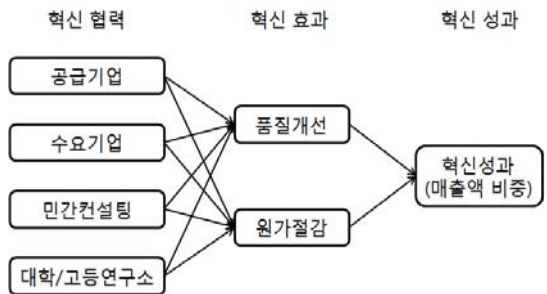 혁신 협력
혁신 효과
혁신 성과
공급기업
수요기업
민간컨설팅
대학/고등연구소
품질개선
원가절감
혁신성과
(매출액 비중)